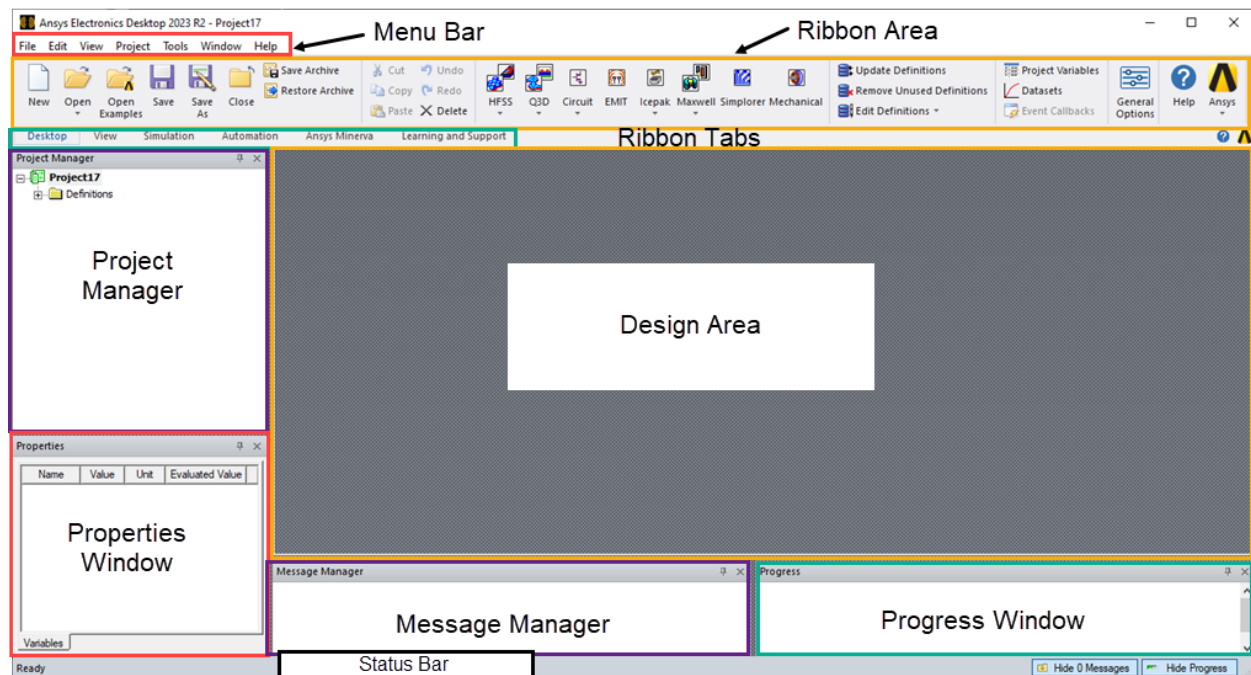 Ansys Electronics Desktop 2023 R2 - Project17
File Edit View Project Tools Window Help
Menu Bar
Ribbon Area
New
Open
Open Examples
Save
Save As
Close
Save Archive
Restore Archive
Cut
Copy
Paste
Undo
Redo
Delete
HFSS
Q3D
Circuit
EMIT
Icepak
Maxwell
Simplorer
Mechanical
Update Definitions
Remove Unused Definitions
Edit Definitions
Project Variables
Datasets
Event Callbacks
General Options
Help
Ansys
Desktop View Simulation Automation Ansys Minerva Learning and Support
Ribbon Tabs
Project Manager
Project17
Definitions
Project
Manager
Design Area
Properties
Name Value Unit Evaluated Value
Properties
Window
Variables
Message Manager
Message Manager
Progress
Progress Window
Status Bar
Ready
Hide 0 Messages
Hide Progress